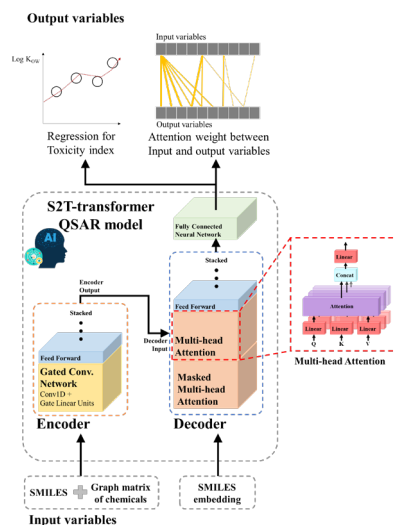 Output variables
Log KOW
Input variables
Output variables
Regression for
Toxicity index
Attention weight between
Input and output variables
S2T-transformer
QSAR model
AI
Fully Connected
Neural Network
Stacked
Encoder
Output
Stacked
Feed Forward
Gated Conv.
Network
Conv1D +
Gate Linear Units
Encoder
Decoder
Input
Feed Forward
Multi-head
Attention
Masked
Multi-head
Attention
Decoder
Linear
Concat
Attention
Linear
Linear
Linear
Q
K
V
Multi-head Attention
SMILES
Graph matrix
of chemicals
SMILES
embedding
Input variables